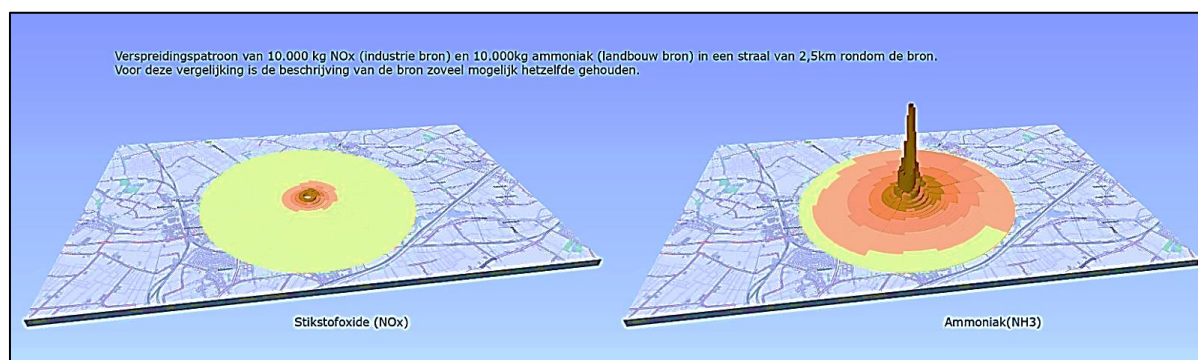 Verspreidingspatroon van 10.000 kg NOx (industrie bron) en 10.000kg ammoniak (landbouw bron) in een straal van 2,5km rondom de bron.
Voor deze vergelijking is de beschrijving van de bron zoveel mogelijk hetzelfde gehouden.
Stikstofoxide (NOx)
Ammoniak(NH3)